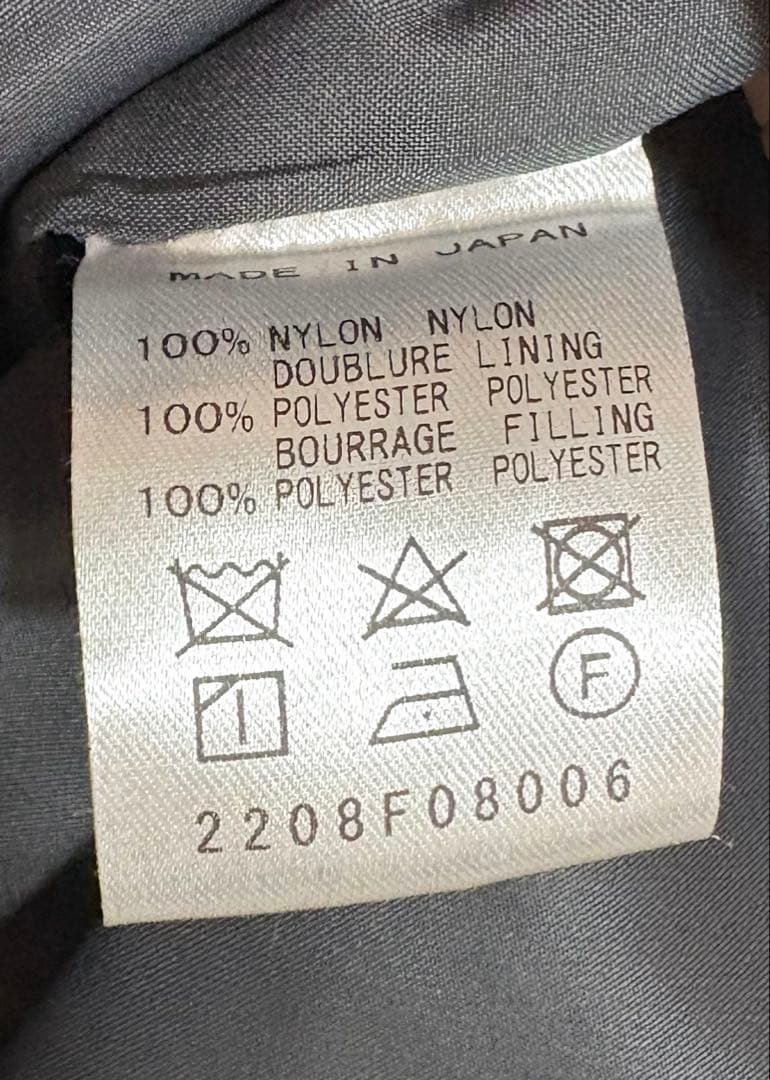 MADE IN JAPAN
100% NYLON NYLON
DOUBLURE LINING
100% POLYESTER POLYESTER
BOURRAGE FILLING
100% POLYESTER POLYESTER
F
2208F08006